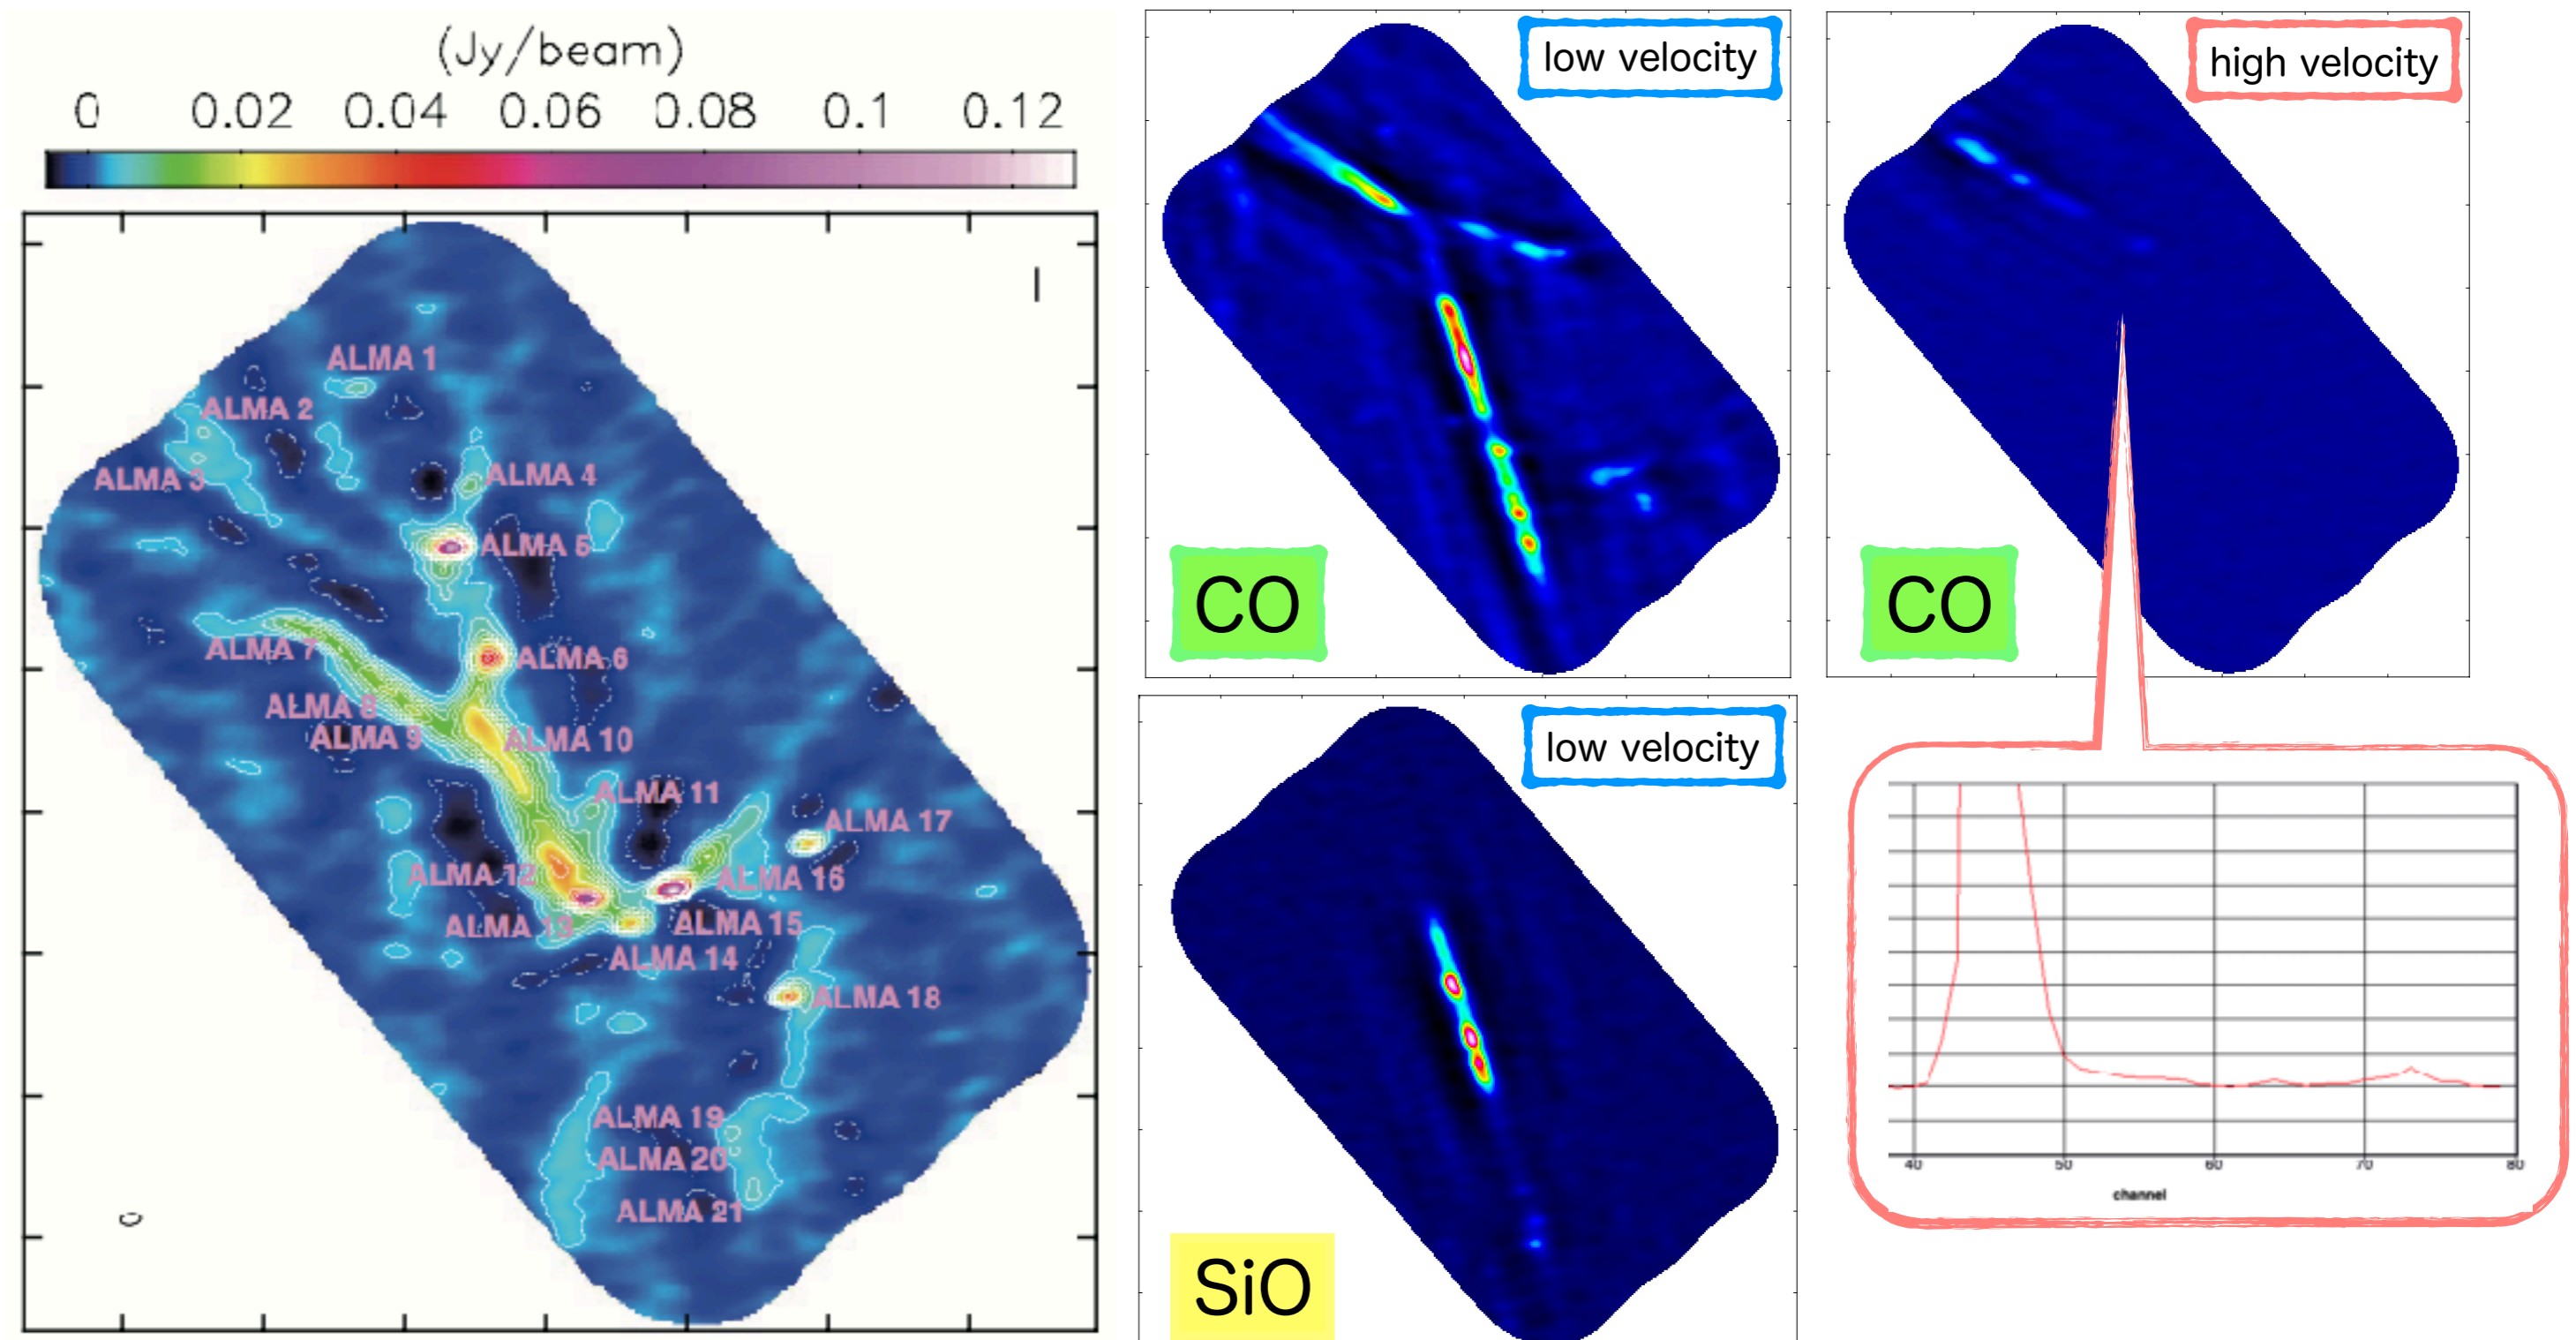 (Jy/beam)
0 0.02 0.04 0.06 0.08 0.1 0.12
ALMA 1
ALMA 2
ALMA 3
ALMA 4
ALMA 5
ALMA 6
ALMA 7
ALMA 8
ALMA 9
ALMA 10
ALMA 11
ALMA 12
ALMA 13
ALMA 14
ALMA 15
ALMA 16
ALMA 17
ALMA 18
ALMA 19
ALMA 20
ALMA 21
low velocity
CO
high velocity
CO
low velocity
SiO
40 50 60 70 80
channel